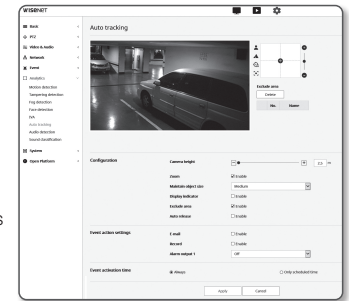 WISENET
Basic
PTZ
Video & Audio
Network
Event
Analytics
Motion detection
Tampering detection
Fog detection
Face detection
IVA
Auto tracking
Audio detection
Sound classification
System
Open Platform
Auto tracking
Exclude area
Delete
No. Name
Configuration
Camera height 2.5 m
Zoom Enable
Maintain object size Medium
Display indicator Enable
Exclude area Enable
Auto release Enable
Event action settings
E-mail Enable
Record Enable
Alarm output 1 Off
Event activation time
Always Only scheduled time
Apply Cancel
s